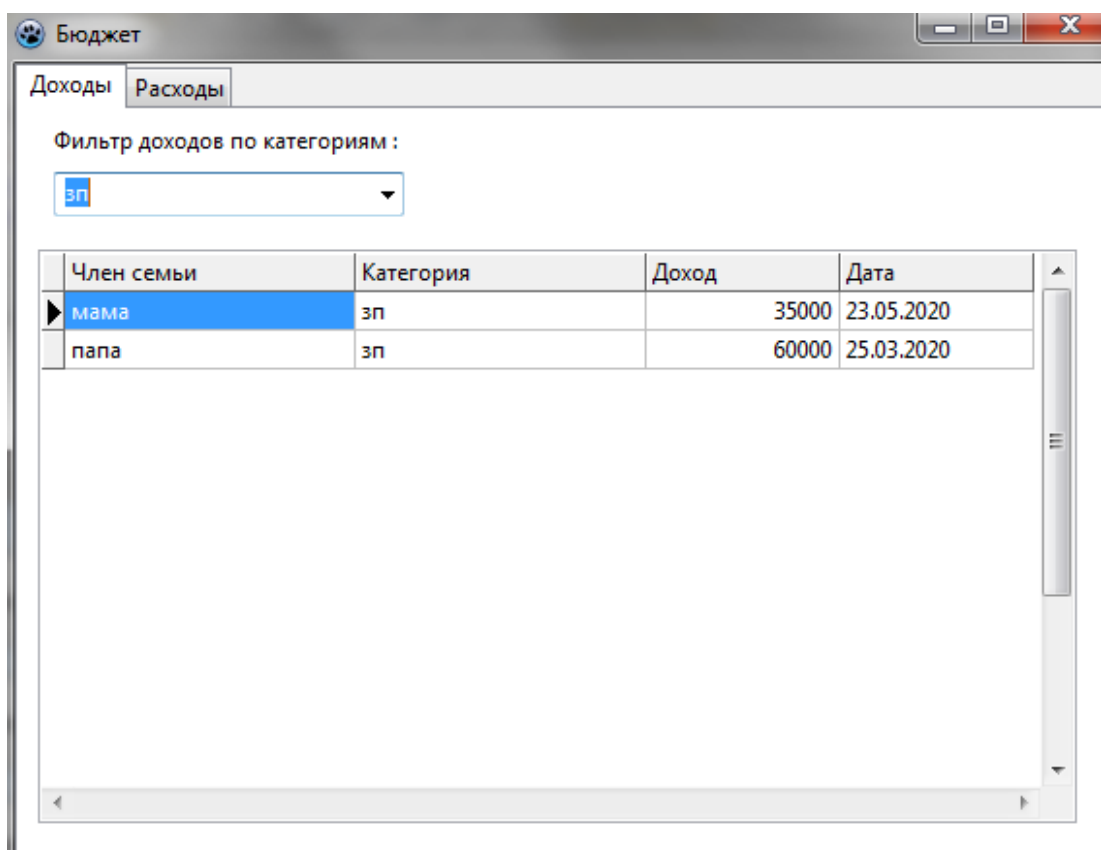 Бюджет
Доходы Расходы
Фильтр доходов по категориям :
зп
Член семьи Категория Доход Дата
мама зп 35000 23.05.2020
папа зп 60000 25.03.2020